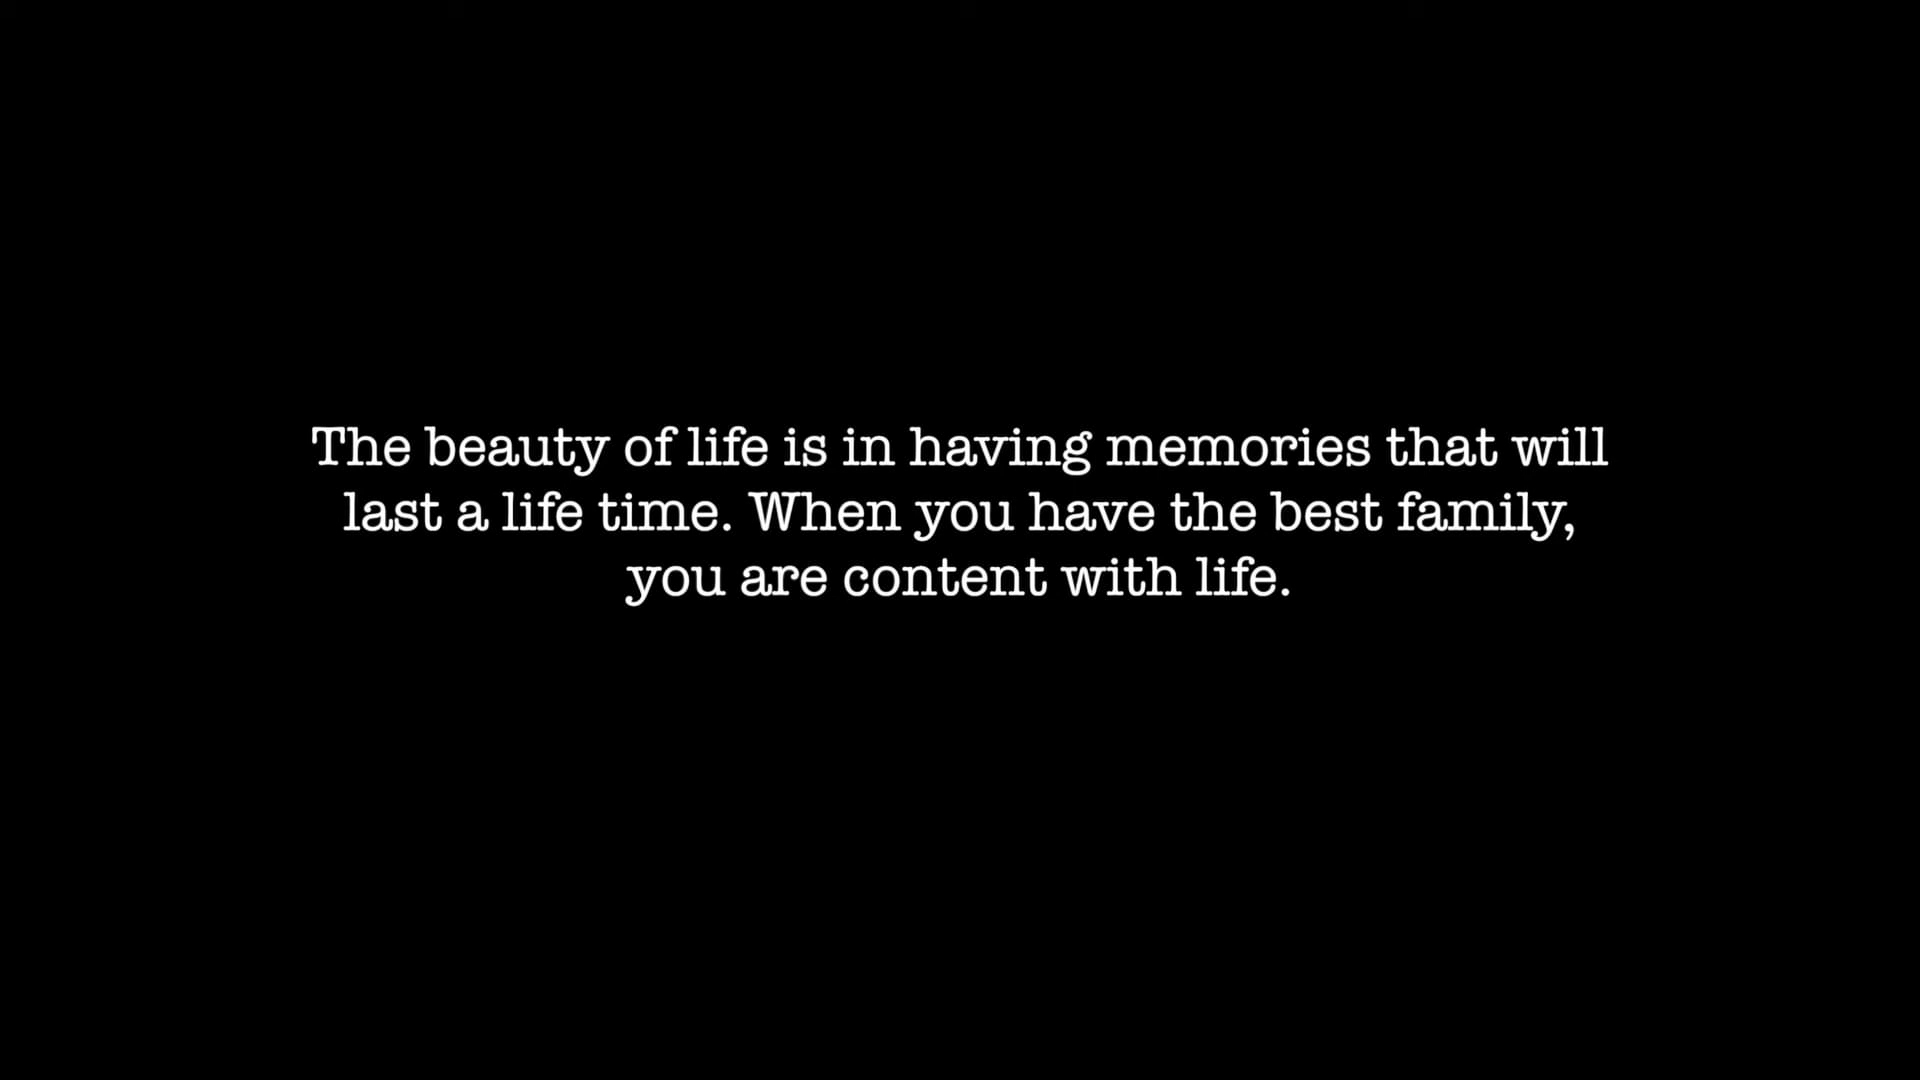 The beauty of life is in having memories that will
last a life time. When you have the best family,
you are content with life.